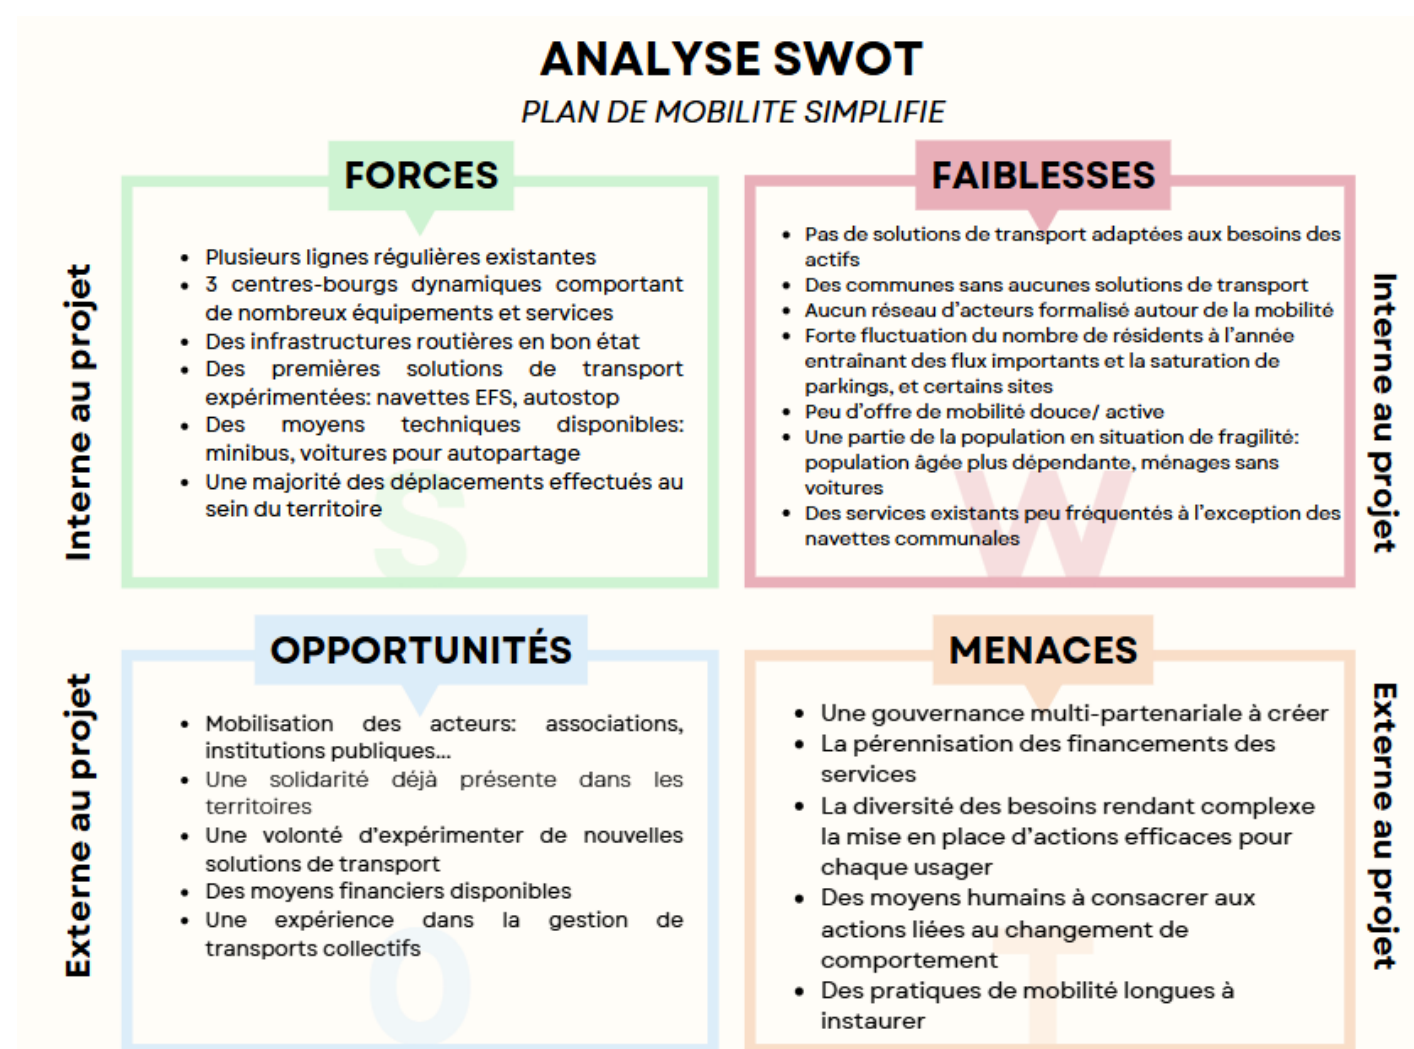 ANALYSE SWOT
PLAN DE MOBILITE SIMPLIFIE
Interne au projet
FORCES
• Plusieurs lignes régulières existantes
• 3 centres-bourgs dynamiques comportant
de nombreux équipements et services
• Des infrastructures routières en bon état
• Des premières solutions de transport
expérimentées: navettes EFS, autostop
• Des moyens techniques disponibles:
minibus, voitures pour autopartage
• Une majorité des déplacements effectués au
sein du territoire
S
FAIBLESSES
• Pas de solutions de transport adaptées aux besoins des
actifs
• Des communes sans aucunes solutions de transport
• Aucun réseau d'acteurs formalisé autour de la mobilité
• Forte fluctuation du nombre de résidents à l'année
entraînant des flux importants et la saturation de
parkings, et certains sites
• Peu d'offre de mobilité douce/ active
• Une partie de la population en situation de fragilité:
population âgée plus dépendante, ménages sans
voitures
• Des services existants peu fréquentés à l'exception des
navettes communales
W
Interne au projet
Externe au projet
OPPORTUNITÉS
• Mobilisation des acteurs: associations,
institutions publiques...
• Une solidarité déjà présente dans les
territoires
• Une volonté d'expérimenter de nouvelles
solutions de transport
• Des moyens financiers disponibles
• Une expérience dans la gestion de
transports collectifs
O
MENACES
• Une gouvernance multi-partenariale à créer
• La pérennisation des financements des
services
• La diversité des besoins rendant complexe
la mise en place d'actions efficaces pour
chaque usager
• Des moyens humains à consacrer aux
actions liées au changement de
comportement
• Des pratiques de mobilité longues à
instaurer
T
Externe au projet